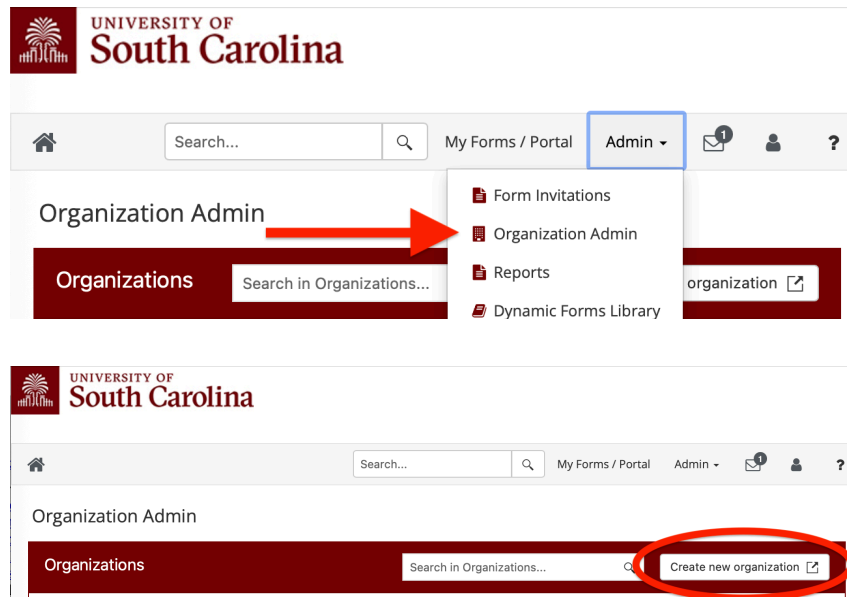 UNIVERSITY OF
South Carolina
Search...
My Forms / Portal
Admin
1
?
Form Invitations
Organization Admin
Organization Admin
Reports
Organizations
Search in Organizations...
organization
Dynamic Forms Library
UNIVERSITY OF
South Carolina
Search...
My Forms / Portal
Admin
1
?
Organization Admin
Organizations
Search in Organizations...
Create new organization